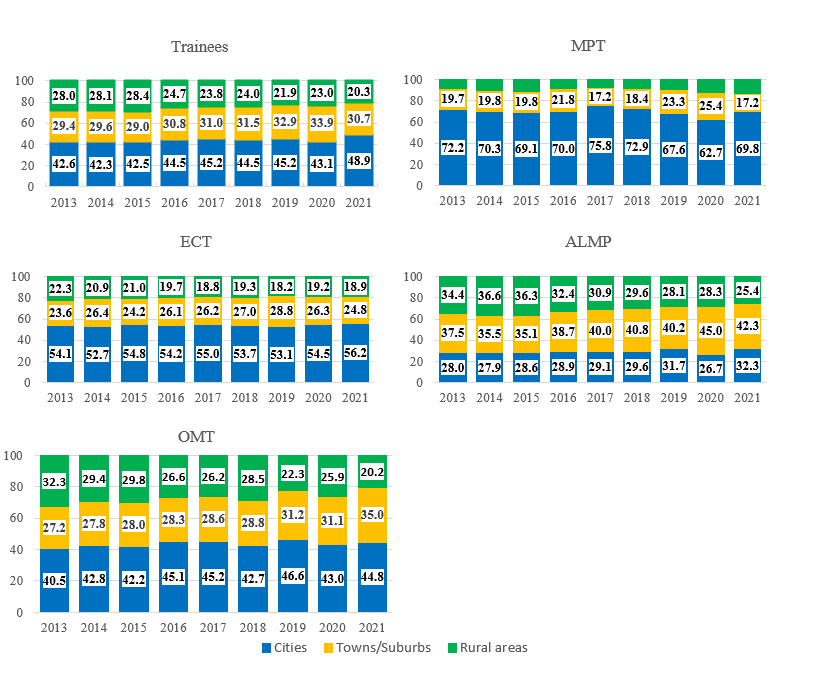 Trainees
100
80
60
40
20
0
28.0 28.1 28.4 24.7 23.8 24.0 21.9 23.0 20.3
29.4 29.6 29.0 30.8 31.0 31.5 32.9 33.9 30.7
42.6 42.3 42.5 44.5 45.2 44.5 45.2 43.1 48.9
2013 2014 2015 2016 2017 2018 2019 2020 2021
MPT
100
80
60
40
20
0
19.7 19.8 19.8 21.8 17.2 18.4 23.3 25.4 17.2
72.2 70.3 69.1 70.0 75.8 72.9 67.6 62.7 69.8
2013 2014 2015 2016 2017 2018 2019 2020 2021
ECT
100
80
60
40
20
0
22.3 20.9 21.0 19.7 18.8 19.3 18.2 19.2 18.9
23.6 26.4 24.2 26.1 26.2 27.0 28.8 26.3 24.8
54.1 52.7 54.8 54.2 55.0 53.7 53.1 54.5 56.2
2013 2014 2015 2016 2017 2018 2019 2020 2021
ALMP
100
80
60
40
20
0
34.4 36.6 36.3 32.4 30.9 29.6 28.1 28.3 25.4
37.5 35.5 35.1 38.7 40.0 40.8 40.2 45.0 42.3
28.0 27.9 28.6 28.9 29.1 29.6 31.7 26.7 32.3
2013 2014 2015 2016 2017 2018 2019 2020 2021
OMT
100
80
60
40
20
0
32.3 29.4 29.8 26.6 26.2 28.5 22.3 25.9 20.2
27.2 27.8 28.0 28.3 28.6 28.8 31.2 31.1 35.0
40.5 42.8 42.2 45.1 45.2 42.7 46.6 43.0 44.8
2013 2014 2015 2016 2017 2018 2019 2020 2021
Cities Towns/Suburbs Rural areas